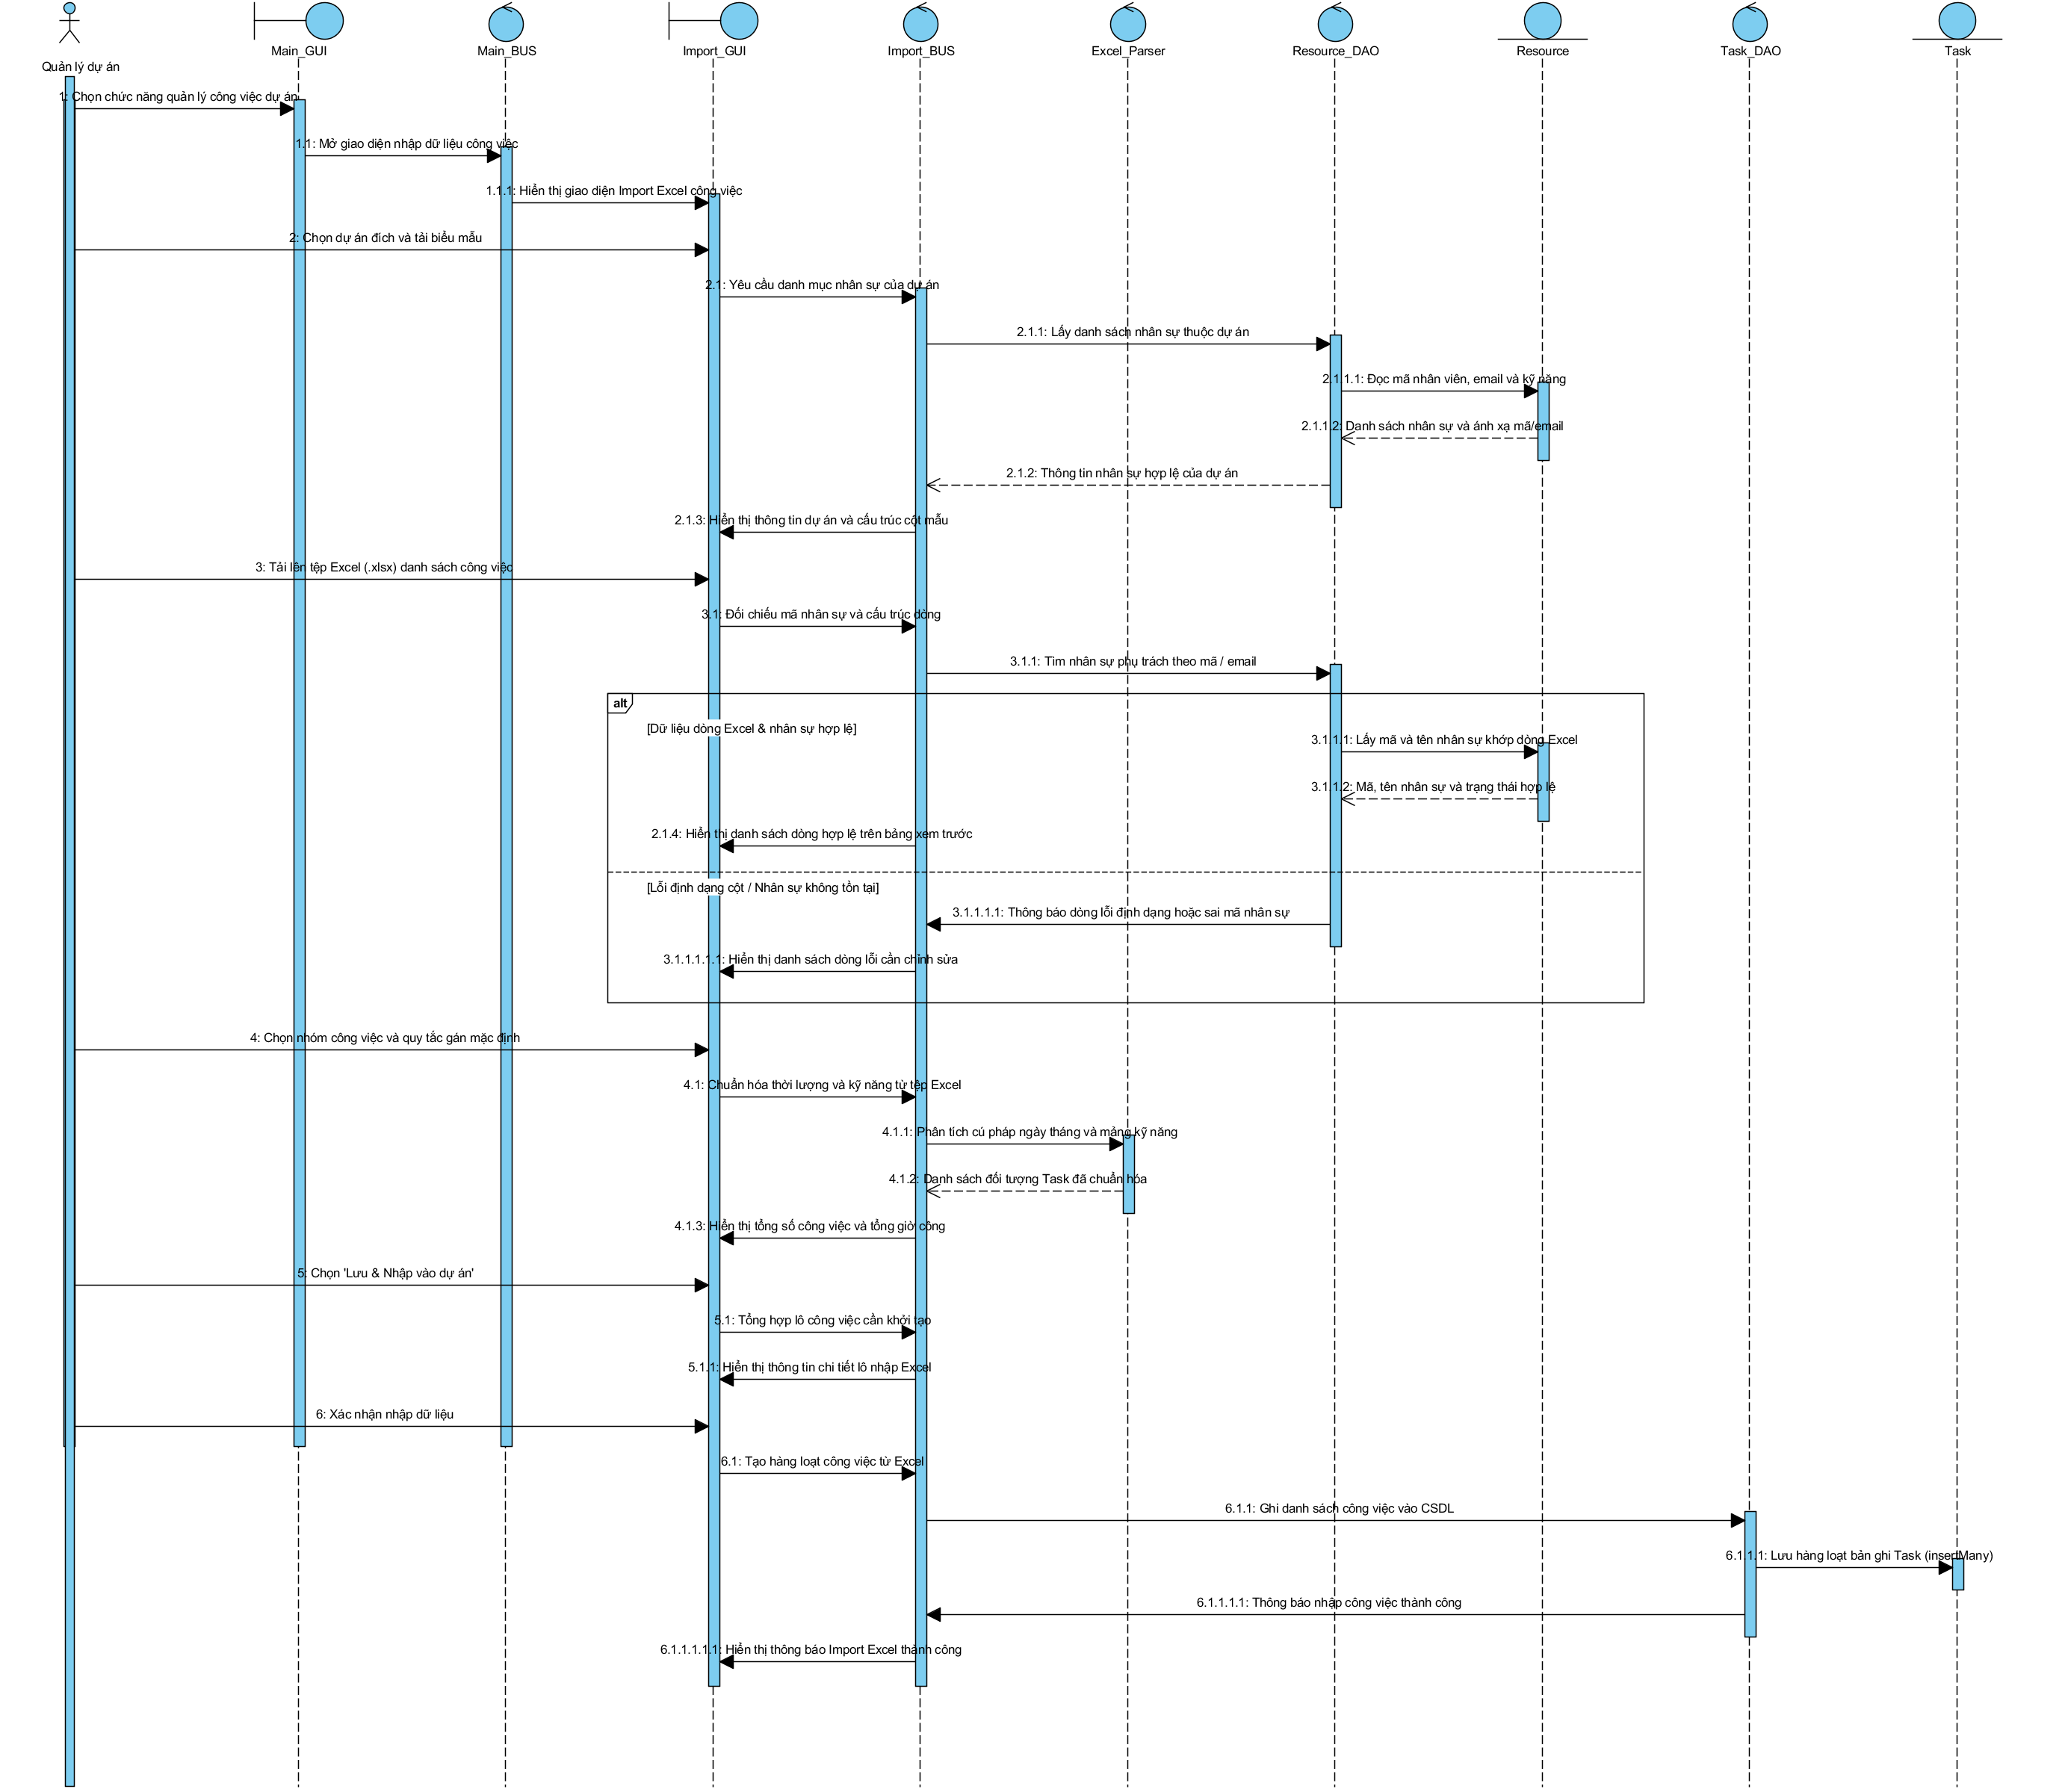 Quản lý dự án
Main_GUI
Main_BUS
Import_GUI
Import_BUS
Excel_Parser
Resource_DAO
Resource
Task_DAO
Task
1: Chọn chức năng quản lý công việc dự án
1.1: Mở giao diện nhập dữ liệu công việc
1.1.1: Hiển thị giao diện Import Excel công việc
2: Chọn dự án đích và tải biểu mẫu
2.1: Yêu cầu danh mục nhân sự của dự án
2.1.1: Lấy danh sách nhân sự thuộc dự án
2.1.1.1: Đọc mã nhân viên, email và kỹ năng
2.1.1.2: Danh sách nhân sự và ánh xạ mã/email
2.1.2: Thông tin nhân sự hợp lệ của dự án
2.1.3: Hiển thị thông tin dự án và cấu trúc cột mẫu
3: Tải lên tệp Excel (.xlsx) danh sách công việc
3.1: Đối chiếu mã nhân sự và cấu trúc dòng
3.1.1: Tìm nhân sự phụ trách theo mã / email
alt
[Dữ liệu dòng Excel & nhân sự hợp lệ]
3.1.1.1: Lấy mã và tên nhân sự khớp dòng Excel
3.1.1.2: Mã, tên nhân sự và trạng thái hợp lệ
2.1.4: Hiển thị danh sách dòng hợp lệ trên bảng xem trước
[Lỗi định dạng cột / Nhân sự không tồn tại]
3.1.1.1.1: Thông báo dòng lỗi định dạng hoặc sai mã nhân sự
3.1.1.1.1.1: Hiển thị danh sách dòng lỗi cần chỉnh sửa
4: Chọn nhóm công việc và quy tắc gán mặc định
4.1: Chuẩn hóa thời lượng và kỹ năng từ tệp Excel
4.1.1: Phân tích cú pháp ngày tháng và mảng kỹ năng
4.1.2: Danh sách đối tượng Task đã chuẩn hóa
4.1.3: Hiển thị tổng số công việc và tổng giờ công
5: Chọn 'Lưu & Nhập vào dự án'
5.1: Tổng hợp lô công việc cần khởi tạo
5.1.1: Hiển thị thông tin chi tiết lô nhập Excel
6: Xác nhận nhập dữ liệu
6.1: Tạo hàng loạt công việc từ Excel
6.1.1: Ghi danh sách công việc vào CSDL
6.1.1.1: Lưu hàng loạt bản ghi Task (insertMany)
6.1.1.1.1: Thông báo nhập công việc thành công
6.1.1.1.1.1: Hiển thị thông báo Import Excel thành công